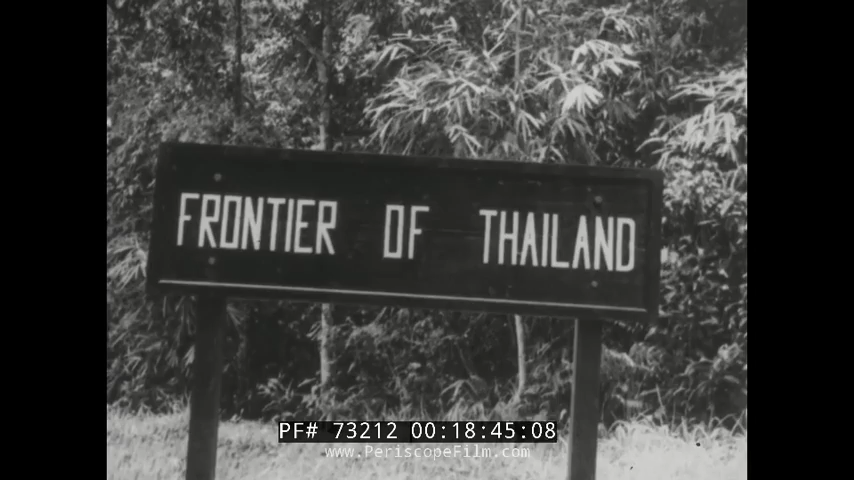 FRONTIER OF THAILAND
PF# 73212 00:18:45:08
www.PeriscopeFilm.com